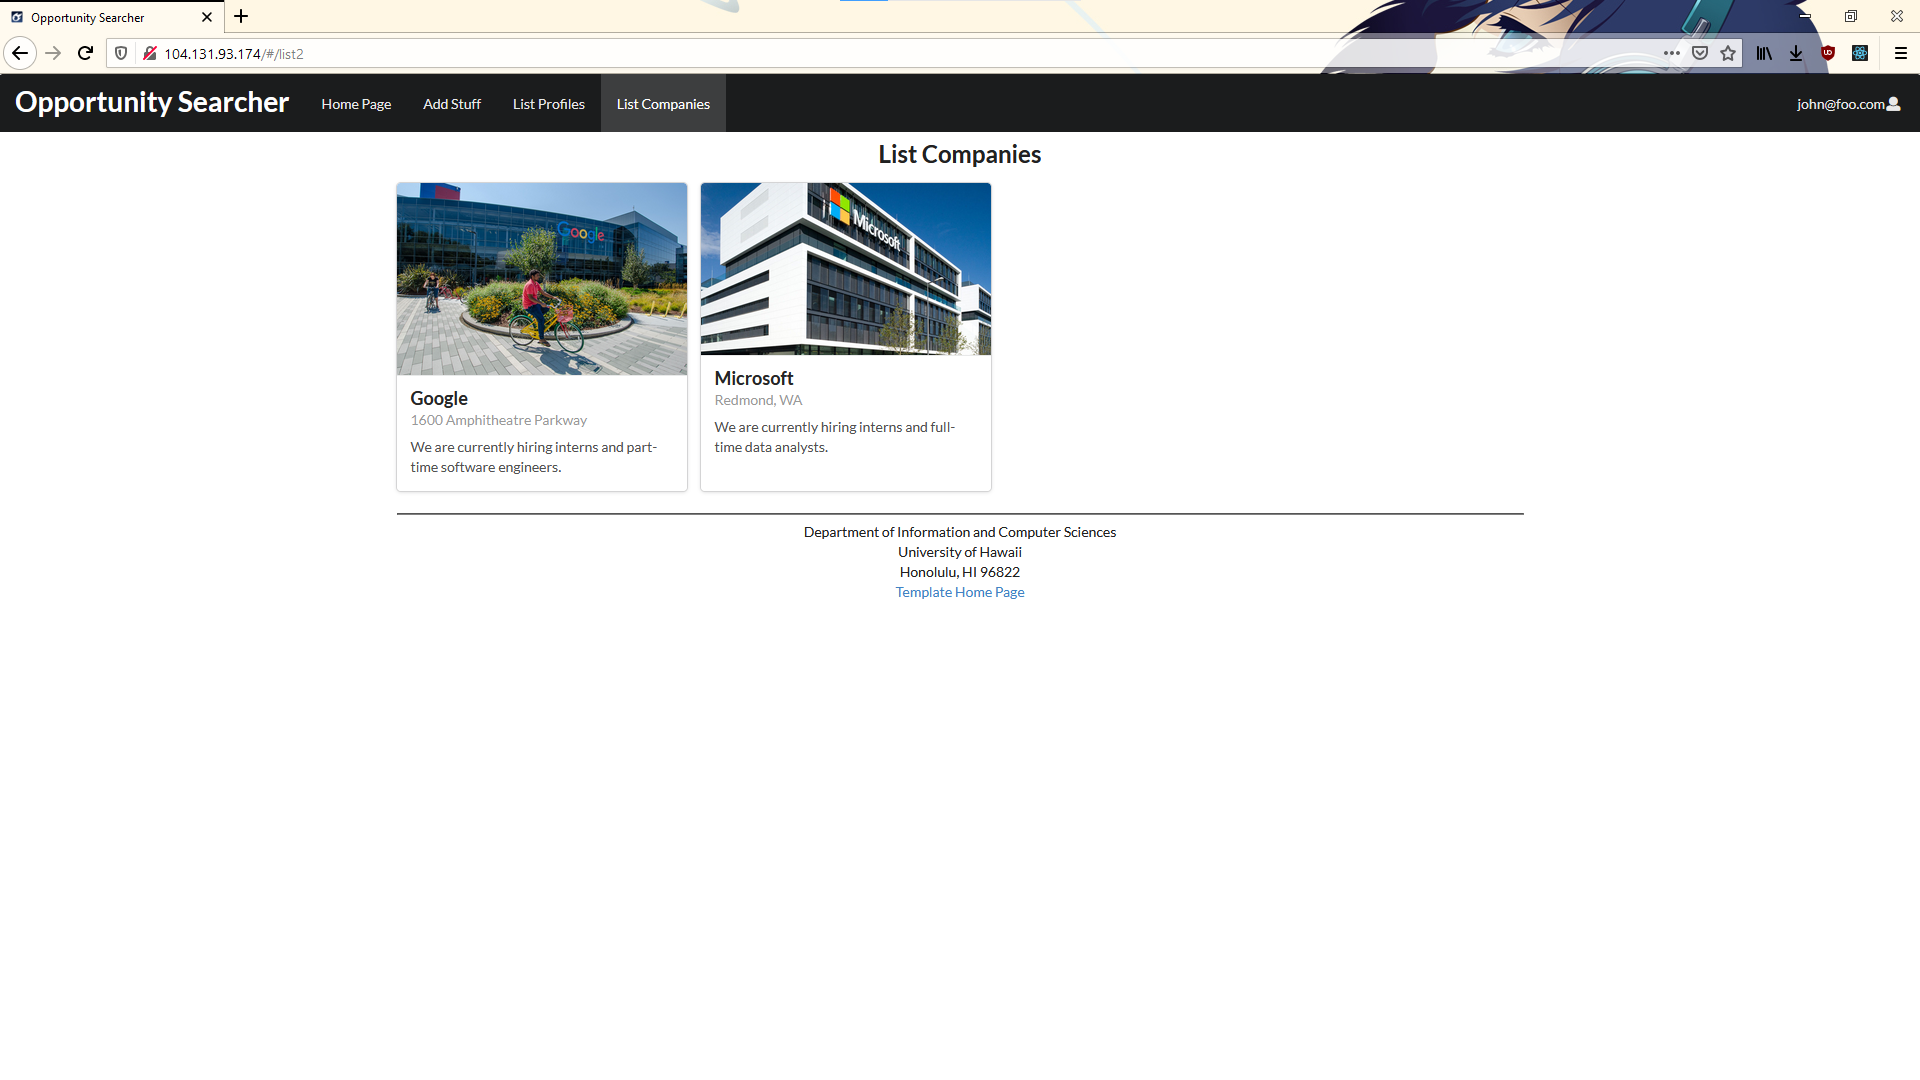 Opportunity Searcher
104.131.93.174/#/list2
Opportunity Searcher
Home Page
Add Stuff
List Profiles
List Companies
john@foo.com
List Companies
Google
Microsoft
Google
1600 Amphitheatre Parkway
We are currently hiring interns and part-
time software engineers.
Microsoft
Redmond, WA
We are currently hiring interns and full-
time data analysts.
Department of Information and Computer Sciences
University of Hawaii
Honolulu, HI 96822
Template Home Page